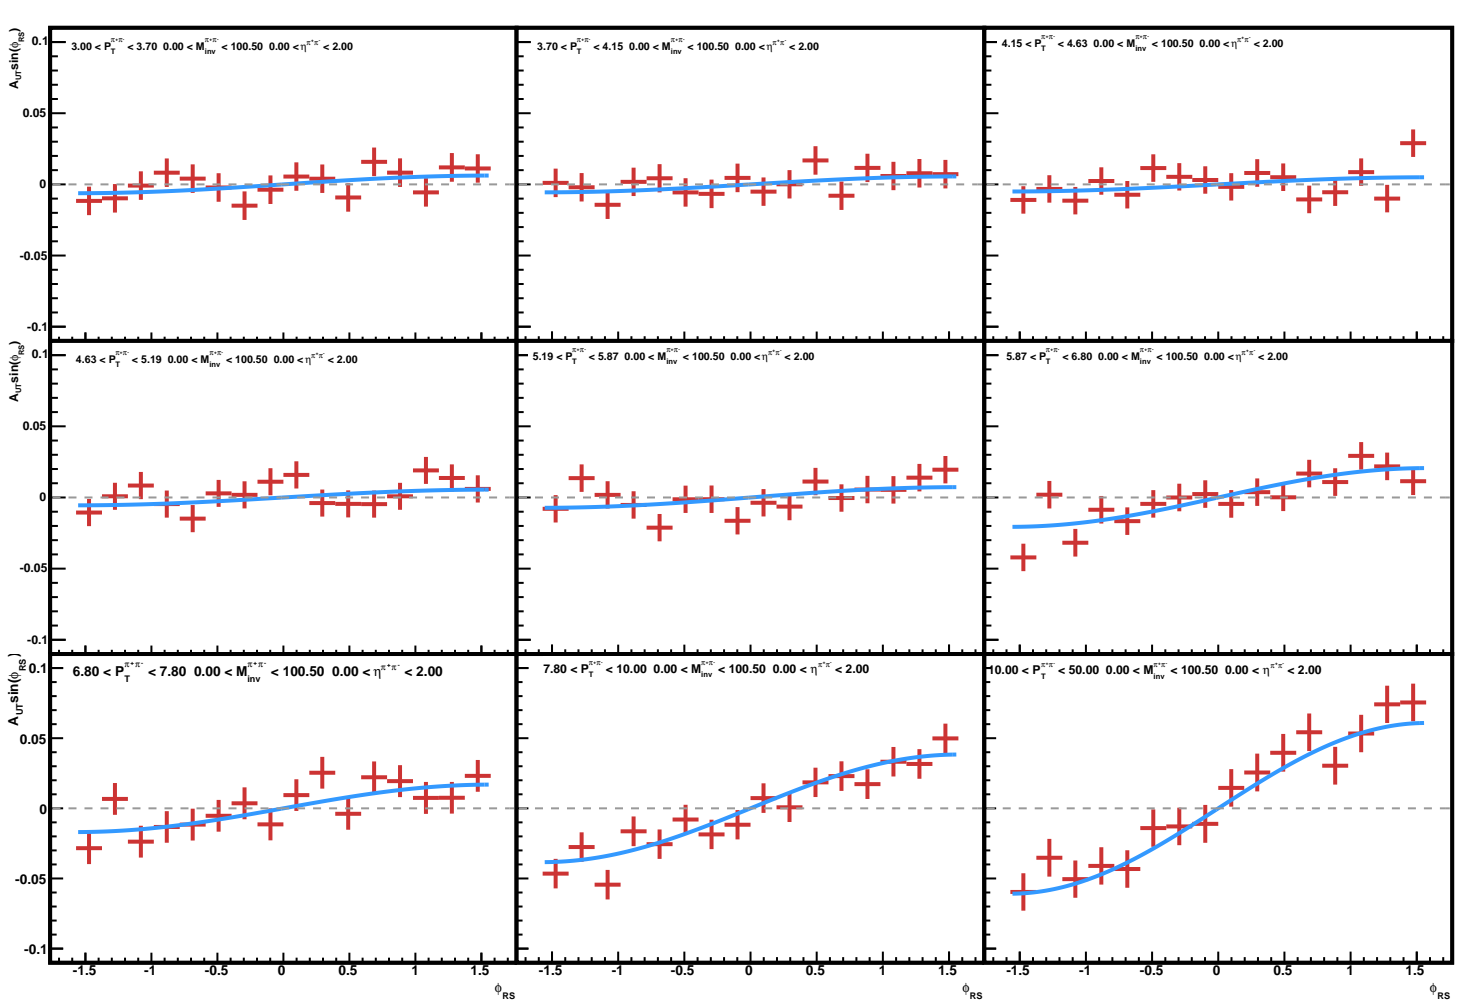 A_UT sin(ϕ_RS)
0.1
0.05
0
-0.05
-0.1
3.00 < P_T^{π+π-} < 3.70 0.00 < M_inv^{π+π-} < 100.50 0.00 < η^{π+π-} < 2.00
3.70 < P_T^{π+π-} < 4.15 0.00 < M_inv^{π+π-} < 100.50 0.00 < η^{π+π-} < 2.00
4.15 < P_T^{π+π-} < 4.63 0.00 < M_inv^{π+π-} < 100.50 0.00 < η^{π+π-} < 2.00
A_UT sin(ϕ_RS)
0.1
0.05
0
-0.05
-0.1
4.63 < P_T^{π+π-} < 5.19 0.00 < M_inv^{π+π-} < 100.50 0.00 < η^{π+π-} < 2.00
5.19 < P_T^{π+π-} < 5.87 0.00 < M_inv^{π+π-} < 100.50 0.00 < η^{π+π-} < 2.00
5.87 < P_T^{π+π-} < 6.80 0.00 < M_inv^{π+π-} < 100.50 0.00 < η^{π+π-} < 2.00
A_UT sin(ϕ_RS)
0.1
0.05
0
-0.05
-0.1
6.80 < P_T^{π+π-} < 7.80 0.00 < M_inv^{π+π-} < 100.50 0.00 < η^{π+π-} < 2.00
7.80 < P_T^{π+π-} < 10.00 0.00 < M_inv^{π+π-} < 100.50 0.00 < η^{π+π-} < 2.00
10.00 < P_T^{π+π-} < 50.00 0.00 < M_inv^{π+π-} < 100.50 0.00 < η^{π+π-} < 2.00
-1.5 -1 -0.5 0 0.5 1 1.5
-1.5 -1 -0.5 0 0.5 1 1.5
-1.5 -1 -0.5 0 0.5 1 1.5
ϕ_RS
ϕ_RS
ϕ_RS